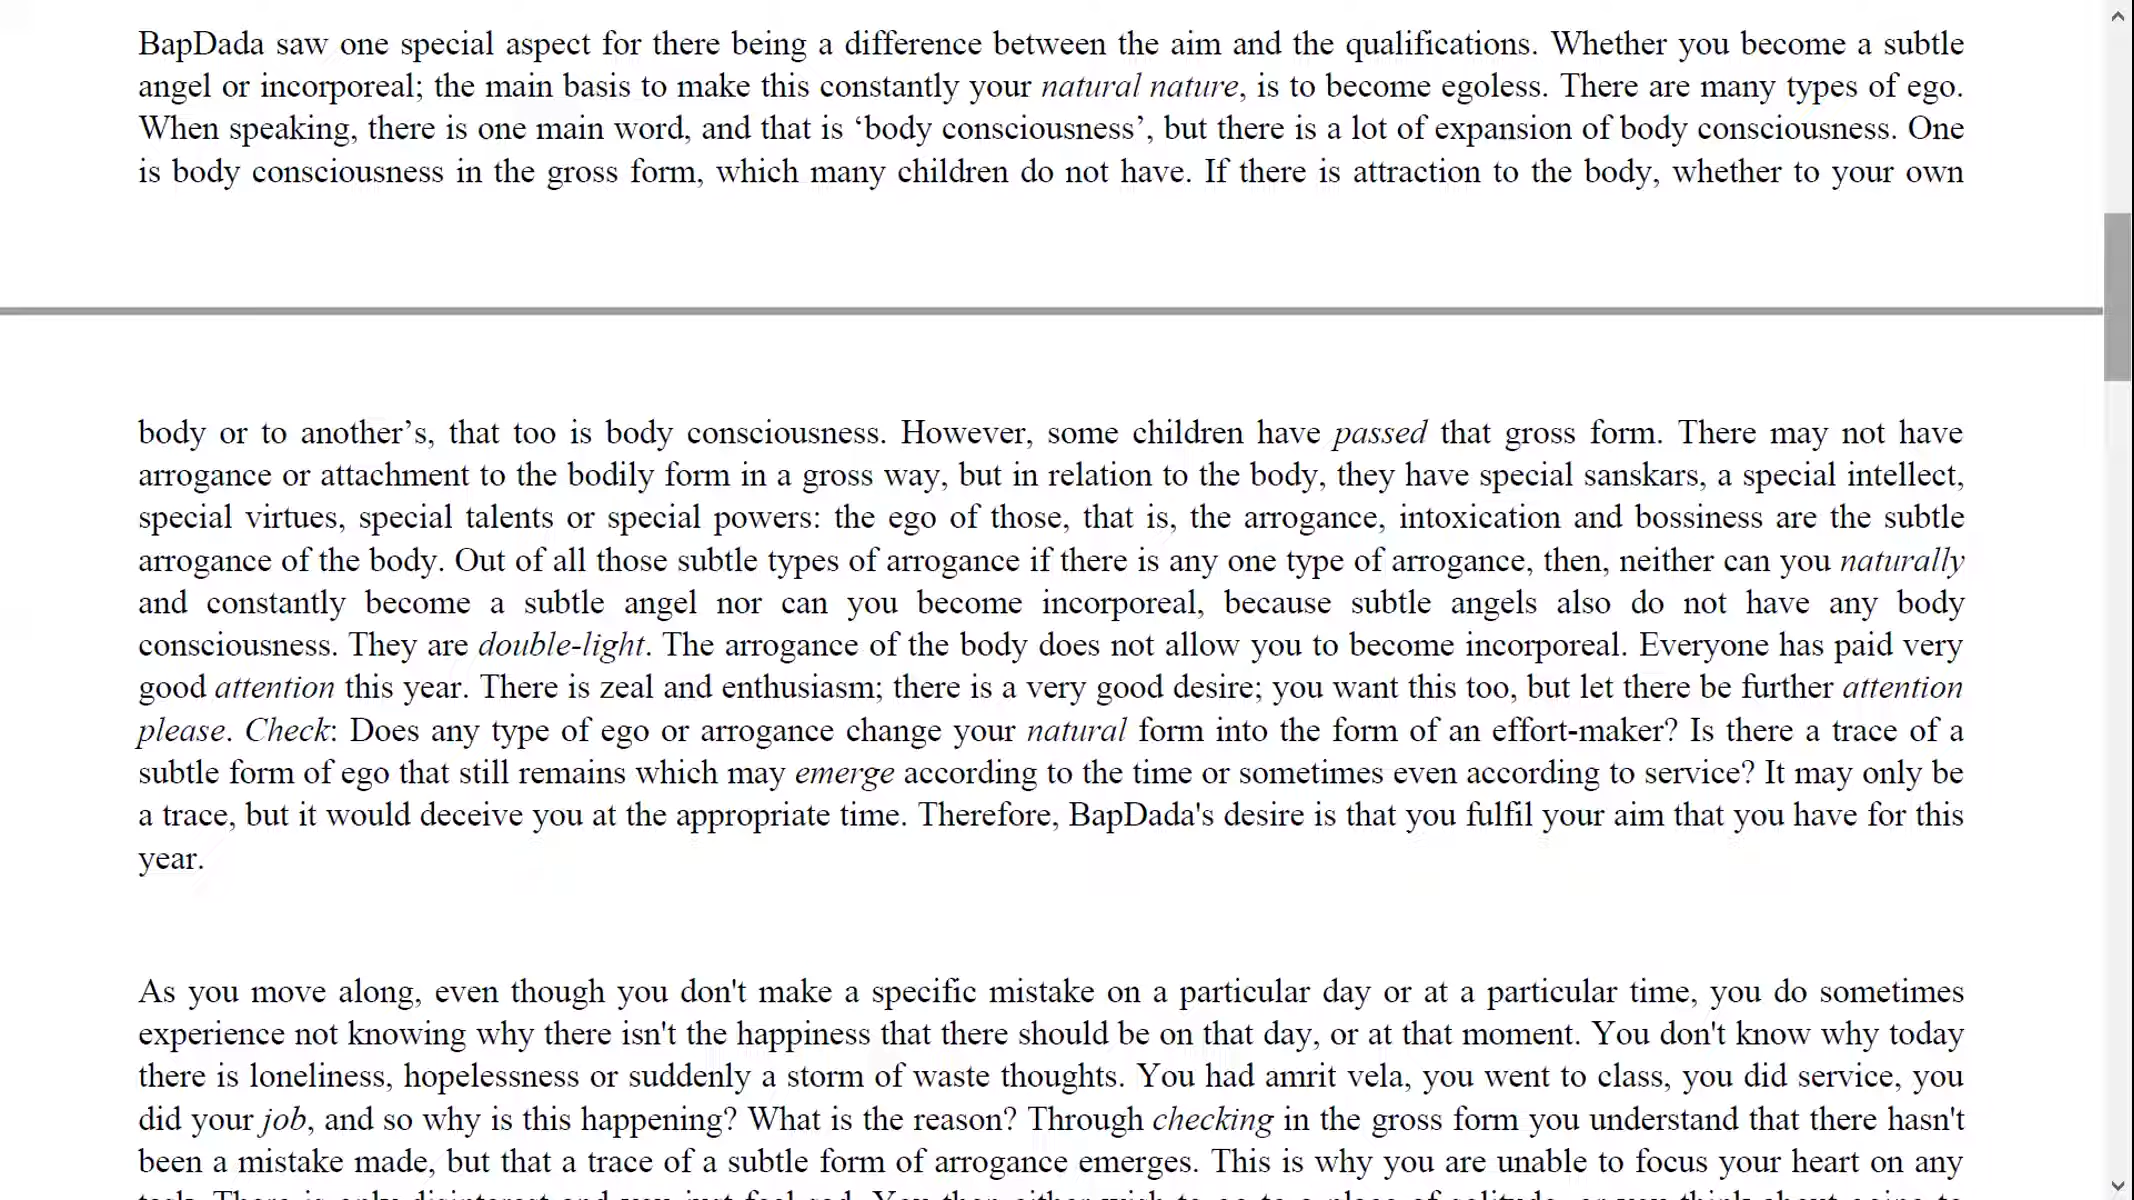 BapDada saw one special aspect for there being a difference between the aim and the qualifications. Whether you become a subtle
angel or incorporeal; the main basis to make this constantly your natural nature, is to become egoless. There are many types of ego.
When speaking, there is one main word, and that is ‘body consciousness’, but there is a lot of expansion of body consciousness. One
is body consciousness in the gross form, which many children do not have. If there is attraction to the body, whether to your own
body or to another’s, that too is body consciousness. However, some children have passed that gross form. There may not have
arrogance or attachment to the bodily form in a gross way, but in relation to the body, they have special sanskars, a special intellect,
special virtues, special talents or special powers: the ego of those, that is, the arrogance, intoxication and bossiness are the subtle
arrogance of the body. Out of all those subtle types of arrogance if there is any one type of arrogance, then, neither can you naturally
and constantly become a subtle angel nor can you become incorporeal, because subtle angels also do not have any body
consciousness. They are double-light. The arrogance of the body does not allow you to become incorporeal. Everyone has paid very
good attention this year. There is zeal and enthusiasm; there is a very good desire; you want this too, but let there be further attention
please. Check: Does any type of ego or arrogance change your natural form into the form of an effort-maker? Is there a trace of a
subtle form of ego that still remains which may emerge according to the time or sometimes even according to service? It may only be
a trace, but it would deceive you at the appropriate time. Therefore, BapDada's desire is that you fulfil your aim that you have for this
year.
As you move along, even though you don't make a specific mistake on a particular day or at a particular time, you do sometimes
experience not knowing why there isn't the happiness that there should be on that day, or at that moment. You don't know why today
there is loneliness, hopelessness or suddenly a storm of waste thoughts. You had amrit vela, you went to class, you did service, you
did your job, and so why is this happening? What is the reason? Through checking in the gross form you understand that there hasn't
been a mistake made, but that a trace of a subtle form of arrogance emerges. This is why you are unable to focus your heart on any